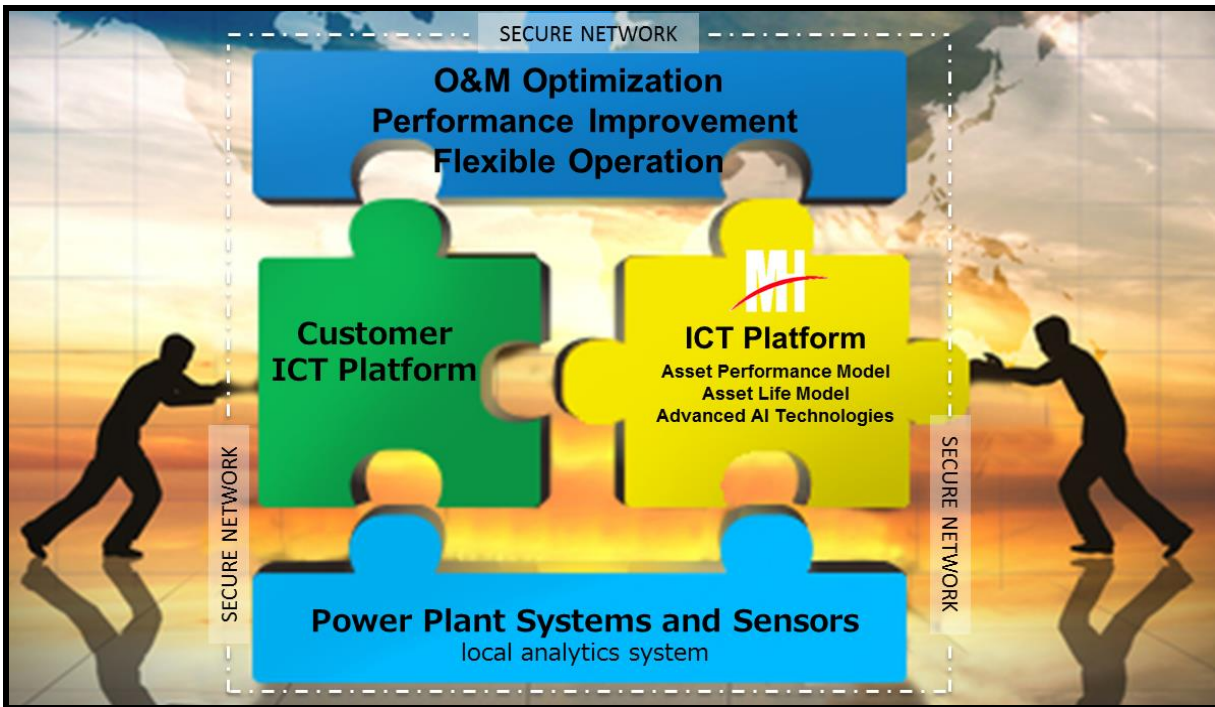 SECURE NETWORK
O&M Optimization
Performance Improvement
Flexible Operation
Customer
ICT Platform
MHI
ICT Platform
Asset Performance Model
Asset Life Model
Advanced AI Technologies
SECURE NETWORK
SECURE NETWORK
Power Plant Systems and Sensors
local analytics system